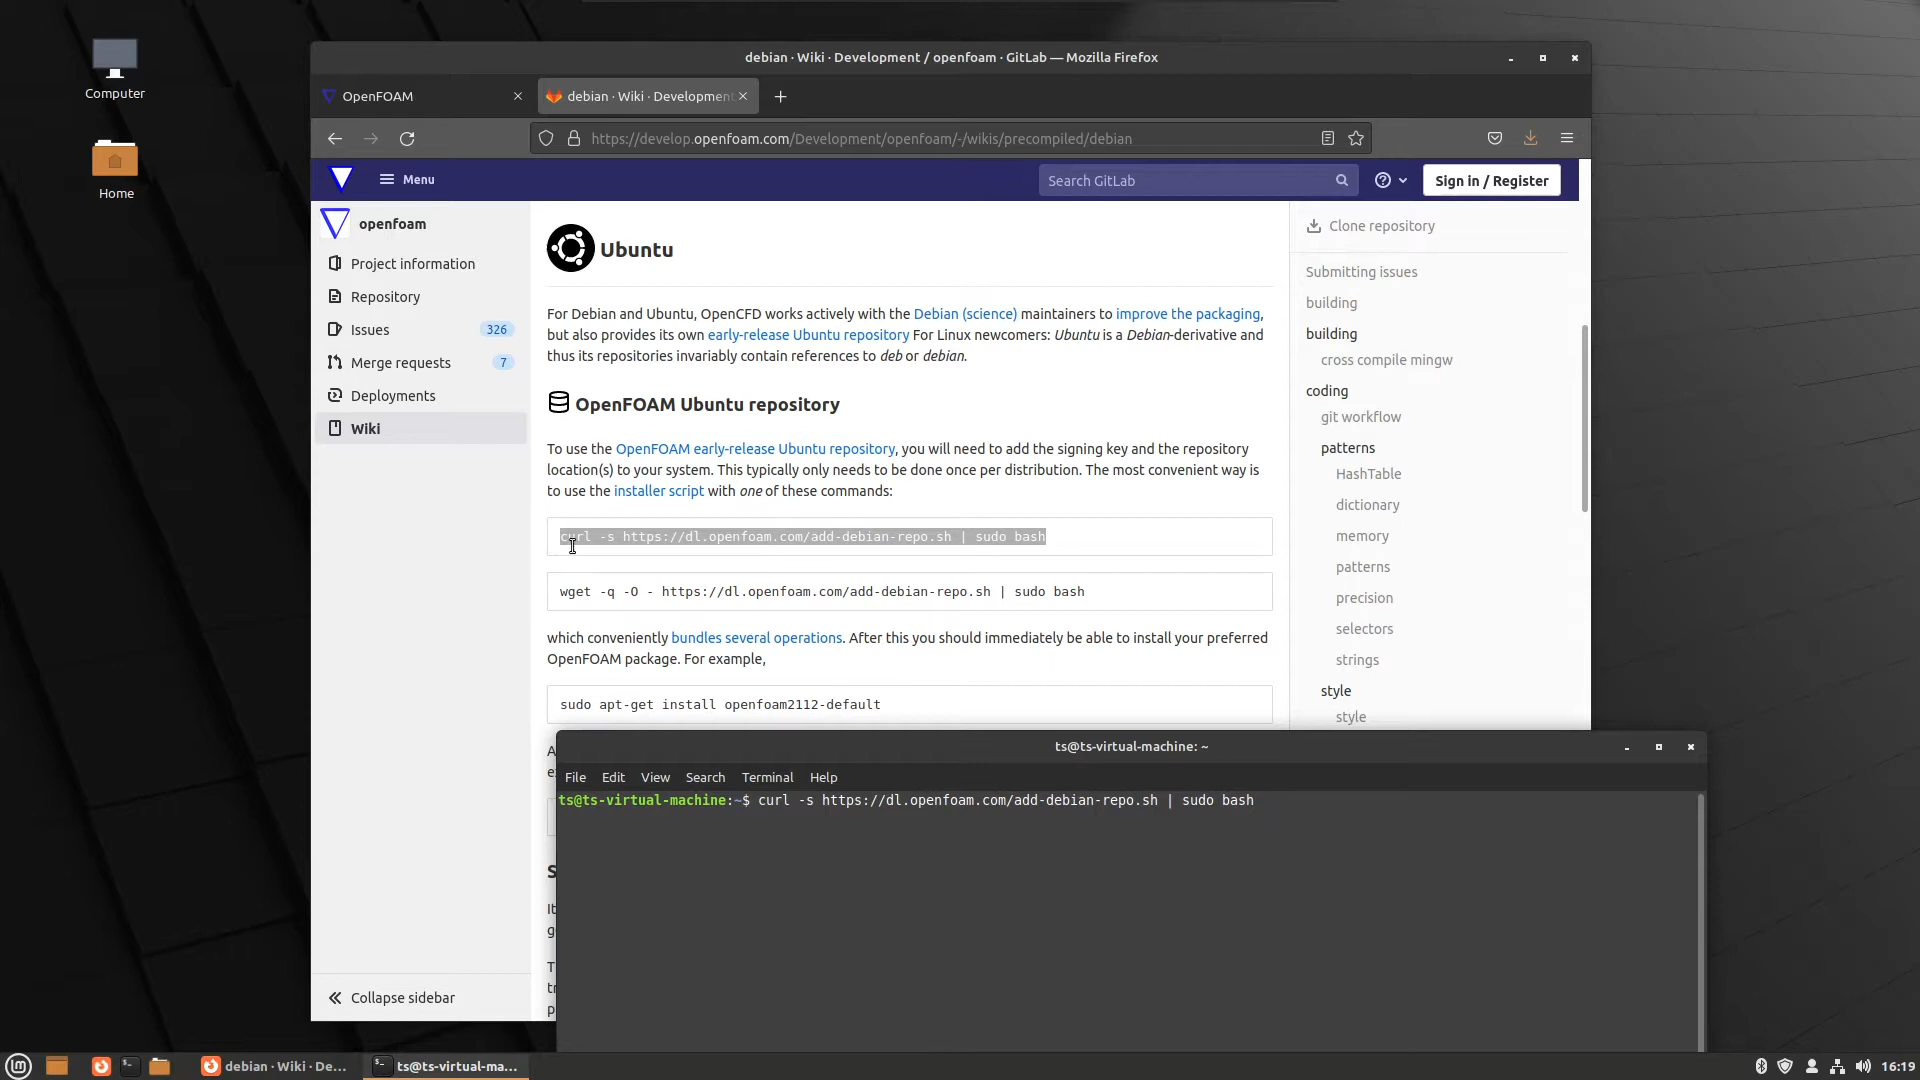 Computer
Home
debian · Wiki · Development / openfoam · GitLab — Mozilla Firefox
OpenFOAM
debian · Wiki · Development
https://develop.openfoam.com/Development/openfoam/-/wikis/precompiled/debian
Menu
Search GitLab
Sign in / Register
openfoam
Project information
Repository
Issues 326
Merge requests 7
Deployments
Wiki
Collapse sidebar
Ubuntu
For Debian and Ubuntu, OpenCFD works actively with the Debian (science) maintainers to improve the packaging,
but also provides its own early-release Ubuntu repository For Linux newcomers: Ubuntu is a Debian-derivative and
thus its repositories invariably contain references to deb or debian.
OpenFOAM Ubuntu repository
To use the OpenFOAM early-release Ubuntu repository, you will need to add the signing key and the repository
location(s) to your system. This typically only needs to be done once per distribution. The most convenient way is
to use the installer script with one of these commands:
curl -s https://dl.openfoam.com/add-debian-repo.sh | sudo bash
wget -q -O - https://dl.openfoam.com/add-debian-repo.sh | sudo bash
which conveniently bundles several operations. After this you should immediately be able to install your preferred
OpenFOAM package. For example,
sudo apt-get install openfoam2112-default
Clone repository
Submitting issues
building
building
cross compile mingw
coding
git workflow
patterns
HashTable
dictionary
memory
patterns
precision
selectors
strings
style
style
ts@ts-virtual-machine: ~
File Edit View Search Terminal Help
ts@ts-virtual-machine:~$ curl -s https://dl.openfoam.com/add-debian-repo.sh | sudo bash
debian · Wiki · De...
ts@ts-virtual-ma...
16:19